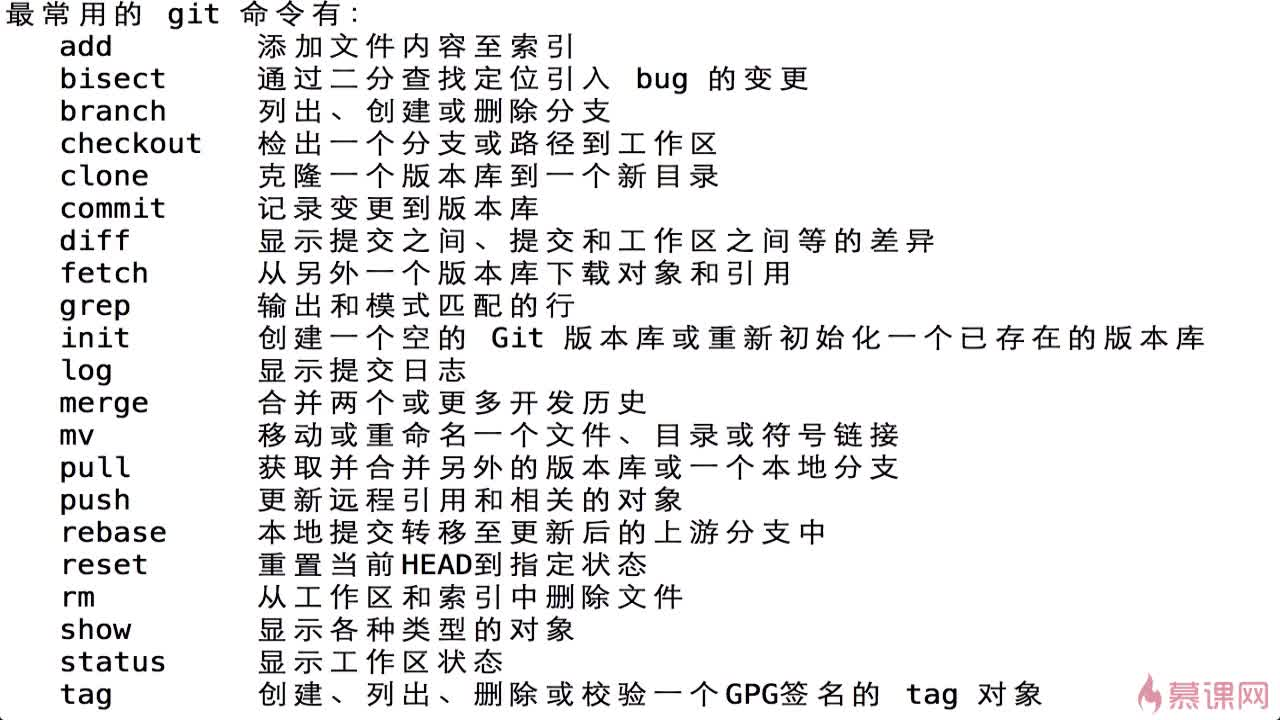 最常用的 git 命令有:
add 添加文件内容至索引
bisect 通过二分查找定位引入 bug 的变更
branch 列出、创建或删除分支
checkout 检出一个分支或路径到工作区
clone 克隆一个版本库到一个新目录
commit 记录变更到版本库
diff 显示提交之间、提交和工作区之间等的差异
fetch 从另外一个版本库下载对象和引用
grep 输出和模式匹配的行
init 创建一个空的 Git 版本库或重新初始化一个已存在的版本库
log 显示提交日志
merge 合并两个或更多开发历史
mv 移动或重命名一个文件、目录或符号链接
pull 获取并合并另外的版本库或一个本地分支
push 更新远程引用和相关的对象
rebase 本地提交转移至更新后的上游分支中
reset 重置当前HEAD到指定状态
rm 从工作区和索引中删除文件
show 显示各种类型的对象
status 显示工作区状态
tag 创建、列出、删除或校验一个GPG签名的 tag 对象
慕课网